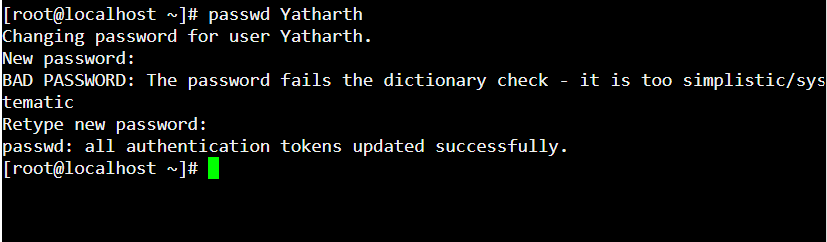 [root@localhost ~]# passwd Yatharth
Changing password for user Yatharth.
New password:
BAD PASSWORD: The password fails the dictionary check - it is too simplistic/sys
tematic
Retype new password:
passwd: all authentication tokens updated successfully.
[root@localhost ~]#